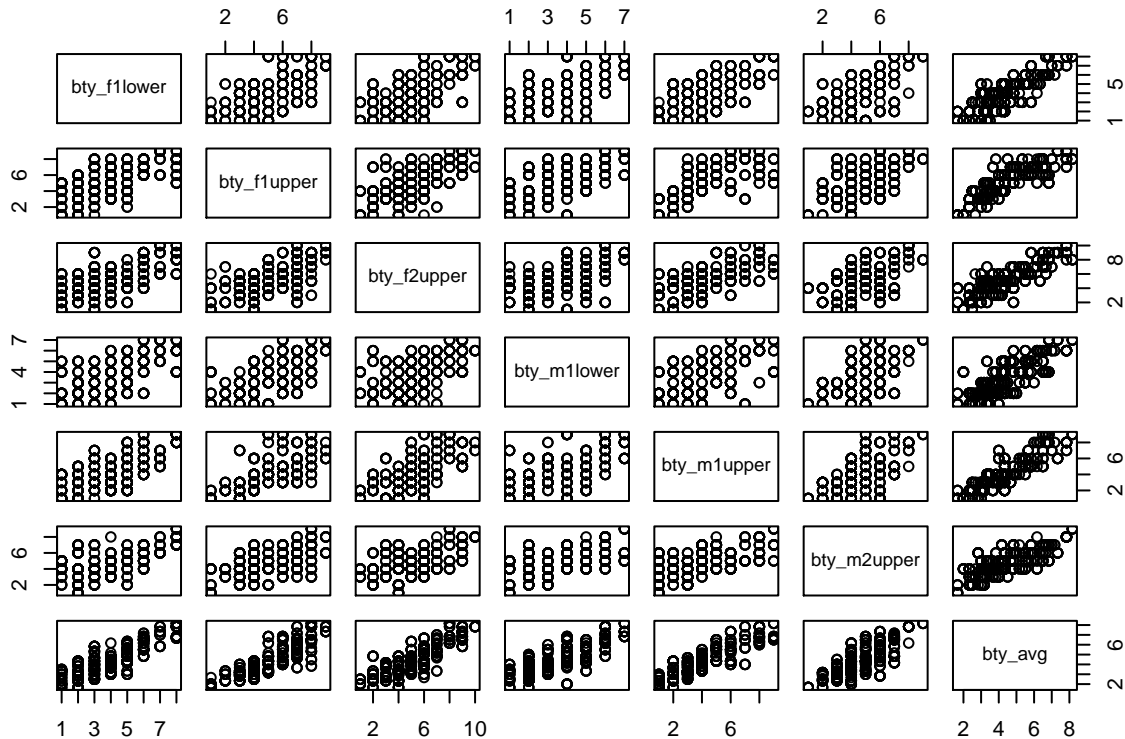 2 6
1 3 5 7
2 6
bty_f1lower
1 5
2 6
bty_f1upper
bty_f2upper
2 8
1 4 7
bty_m1lower
bty_m1upper
2 6
2 6
bty_m2upper
bty_avg
2 6
1 3 5 7
2 6 10
2 6
2 4 6 8